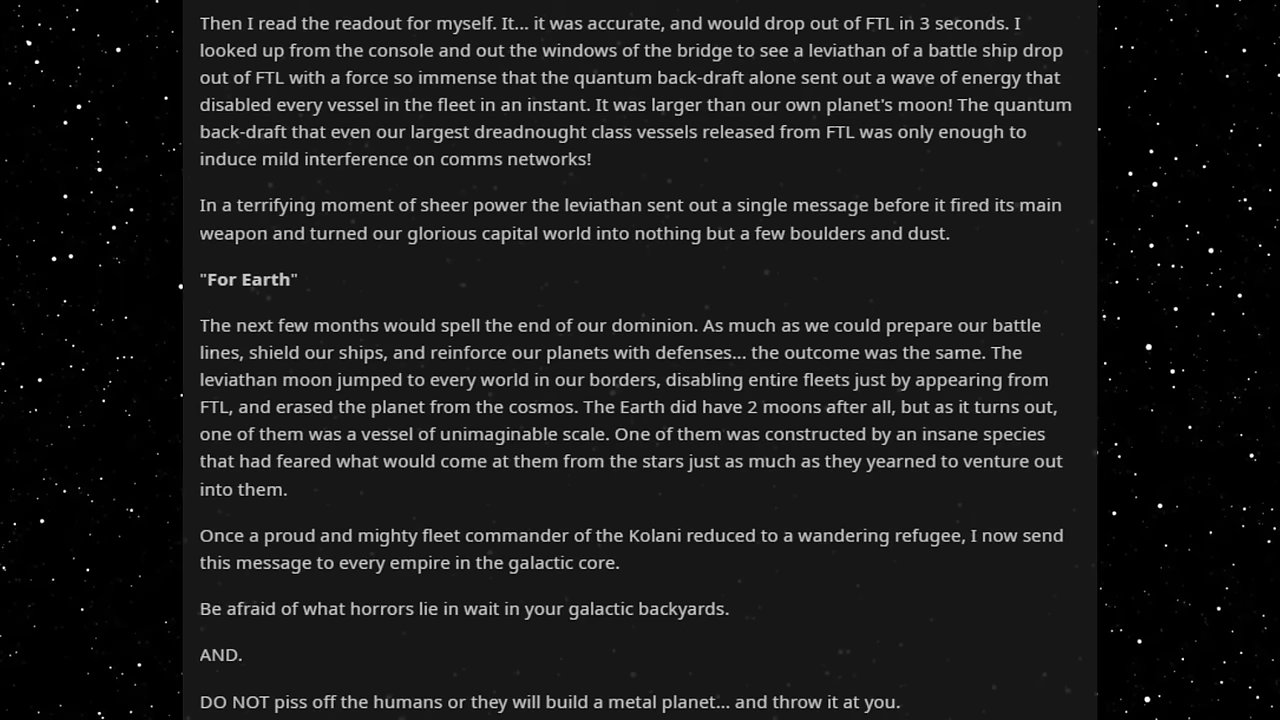 Then I read the readout for myself. It... it was accurate, and would drop out of FTL in 3 seconds. I
looked up from the console and out the windows of the bridge to see a leviathan of a battle ship drop
out of FTL with a force so immense that the quantum back-draft alone sent out a wave of energy that
disabled every vessel in the fleet in an instant. It was larger than our own planet's moon! The quantum
back-draft that even our largest dreadnought class vessels released from FTL was only enough to
induce mild interference on comms networks!
In a terrifying moment of sheer power the leviathan sent out a single message before it fired its main
weapon and turned our glorious capital world into nothing but a few boulders and dust.
"For Earth"
The next few months would spell the end of our dominion. As much as we could prepare our battle
lines, shield our ships, and reinforce our planets with defenses... the outcome was the same. The
leviathan moon jumped to every world in our borders, disabling entire fleets just by appearing from
FTL, and erased the planet from the cosmos. The Earth did have 2 moons after all, but as it turns out,
one of them was a vessel of unimaginable scale. One of them was constructed by an insane species
that had feared what would come at them from the stars just as much as they yearned to venture out
into them.
Once a proud and mighty fleet commander of the Kolani reduced to a wandering refugee, I now send
this message to every empire in the galactic core.
Be afraid of what horrors lie in wait in your galactic backyards.
AND.
DO NOT piss off the humans or they will build a metal planet... and throw it at you.